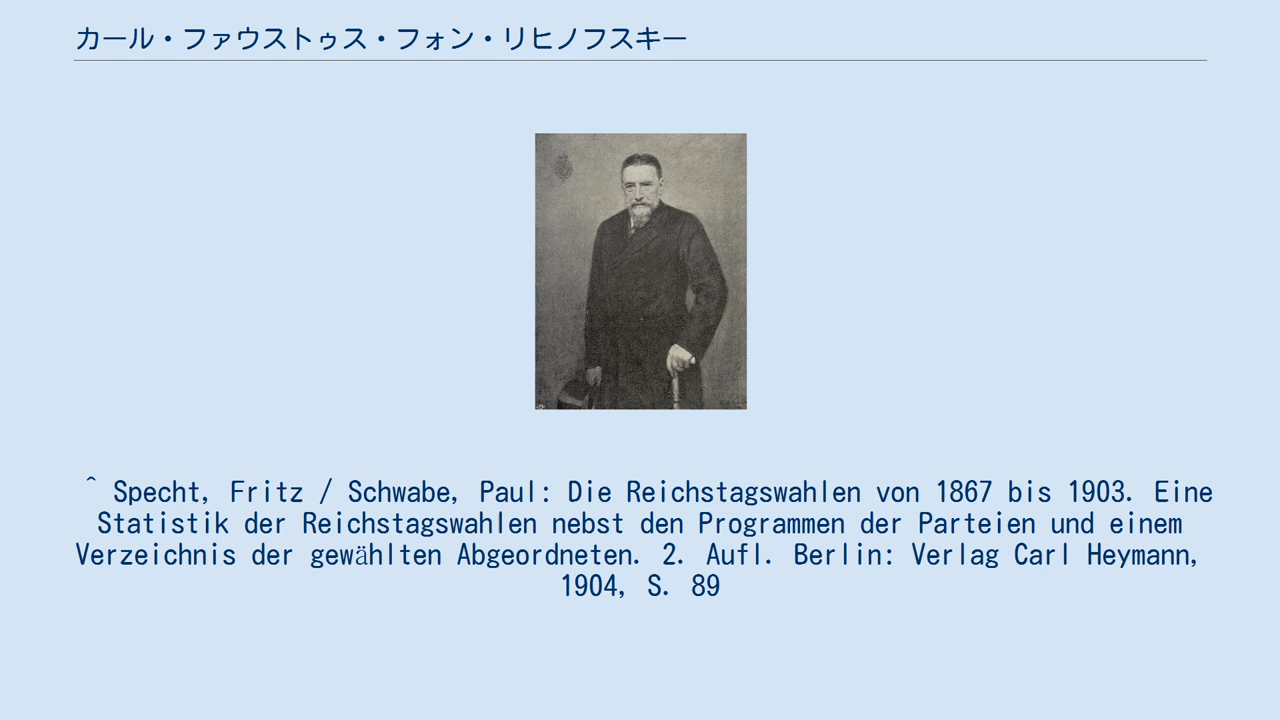 カール・ファウストゥス・フォン・リヒノフスキー
^ Specht, Fritz / Schwabe, Paul: Die Reichstagswahlen von 1867 bis 1903. Eine
Statistik der Reichstagswahlen nebst den Programmen der Parteien und einem
Verzeichnis der gewählten Abgeordneten. 2. Aufl. Berlin: Verlag Carl Heymann,
1904, S. 89